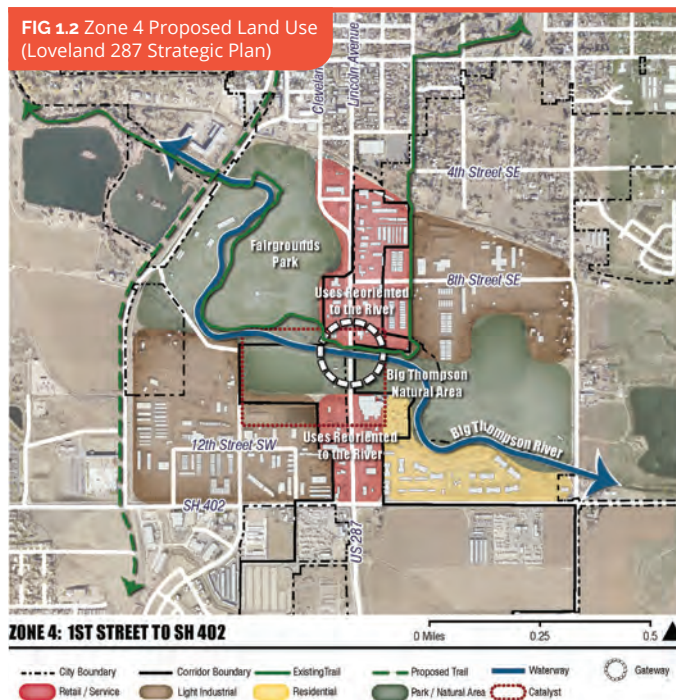 FIG 1.2 Zone 4 Proposed Land Use
(Loveland 287 Strategic Plan)
Cleveland
Lincoln Avenue
4th Street SE
Fairgrounds
Park
8th Street SE
Uses Reoriented
to the River
Big Thompson
Natural Area
Big Thompson River
12th Street SW
Uses Reoriented
to the River
SH 402
US 287
ZONE 4: 1ST STREET TO SH 402
0 Miles 0.25 0.5
City Boundary Corridor Boundary ExistingTrail Proposed Trail Waterway Gateway
Retail / Service Light Industrial Residential Park / Natural Area Catalyst